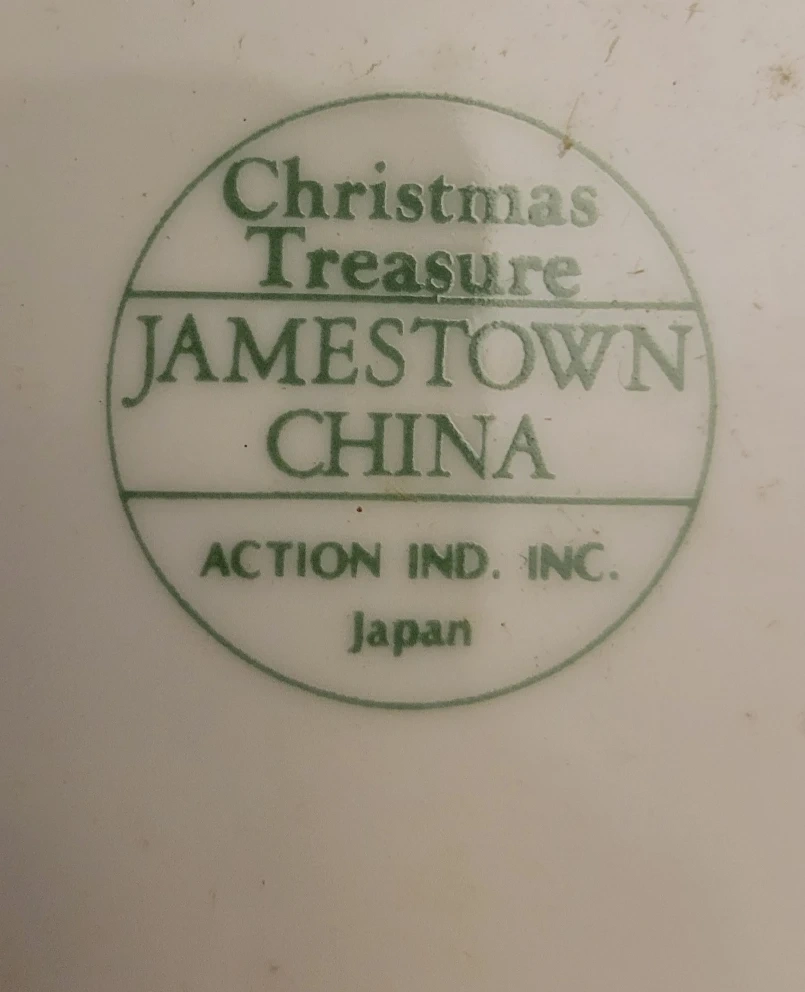 Christmas
Treasure
JAMESTOWN
CHINA
ACTION IND. INC.
Japan